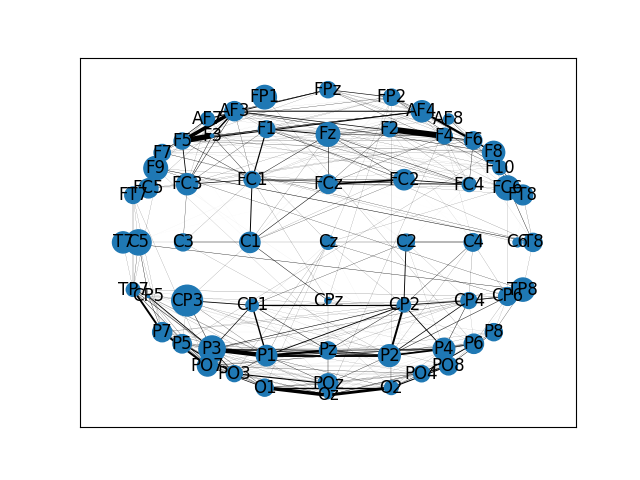 FPz
FP1 FP2
AF3 AF4
AF7 AF8
F1 F2
F5 F3 Fz F4 F6
F7 F8
F9 F10
FC1 FCz FC2
FC3 FC4
FT7 FC5 FC6 FT8
T7 C5 C3 C1 Cz C2 C4 C6 T8
TP7 CP5 CP6 TP8
CP3 CP1 CPz CP2 CP4
P7 P8
P5 P6
P3 P1 Pz P2 P4
PO7 PO8
PO3 PO4
POz
O1 Oz O2